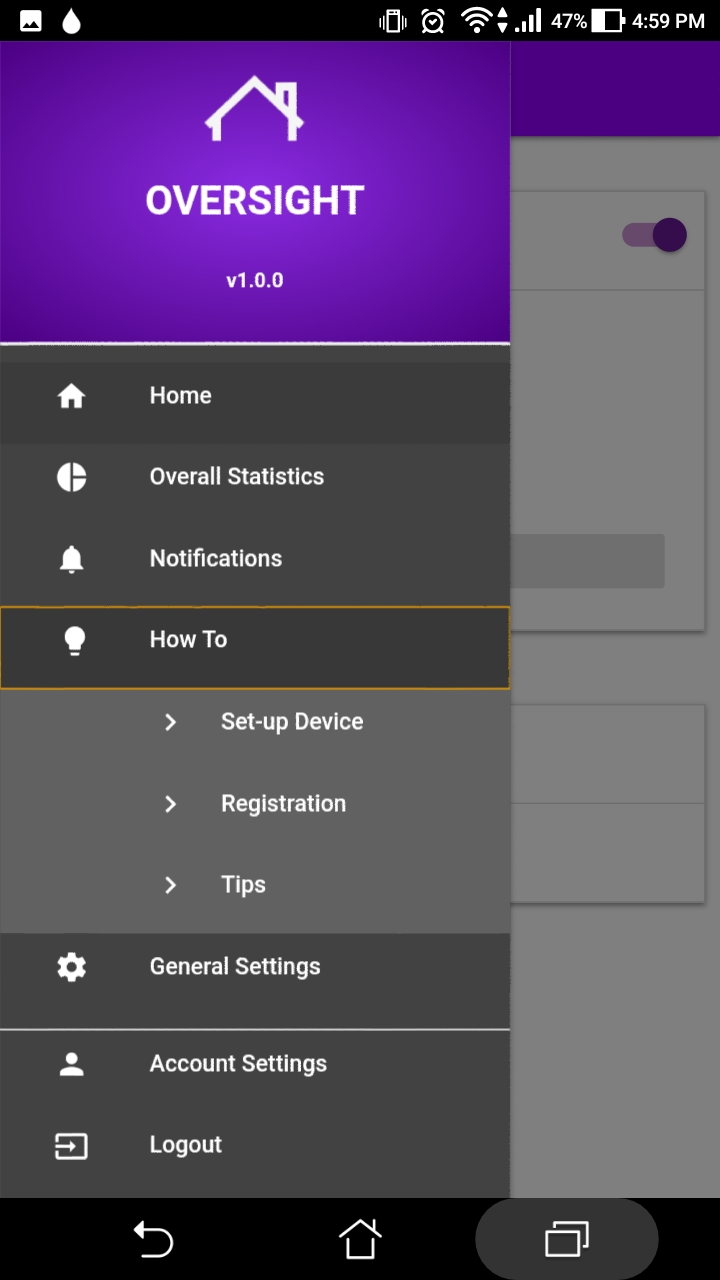 47% 4:59 PM
OVERSIGHT
v1.0.0
Home
Overall Statistics
Notifications
How To
Set-up Device
Registration
Tips
General Settings
Account Settings
Logout